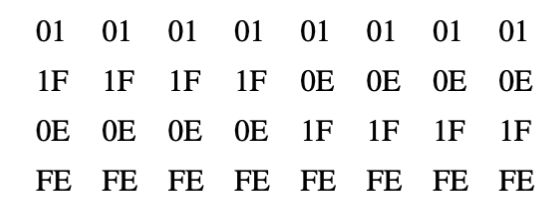 01 01 01 01 01 01 01 01
1F 1F 1F 1F 0E 0E 0E 0E
0E 0E 0E 0E 1F 1F 1F 1F
FE FE FE FE FE FE FE FE